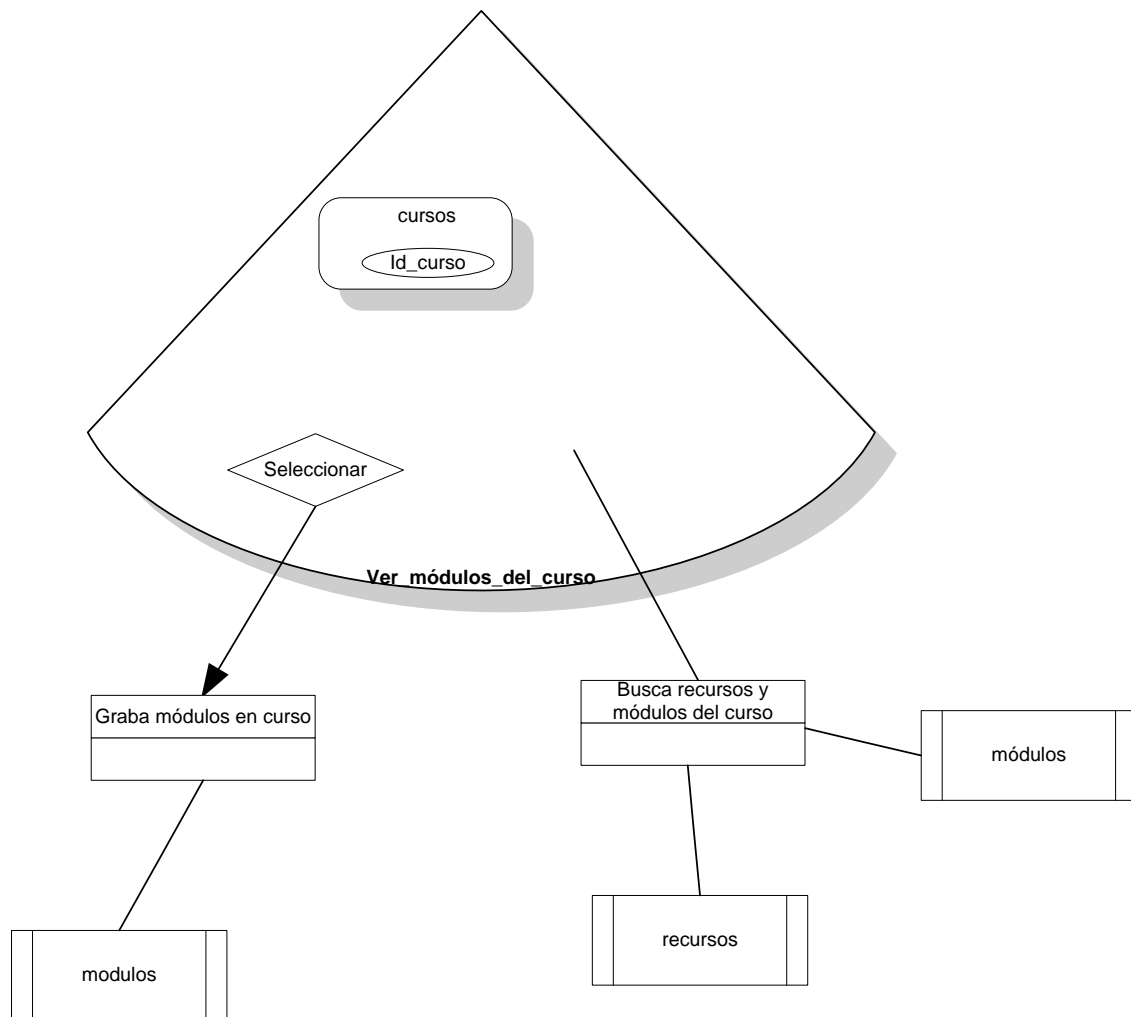 cursos
Id_curso
Seleccionar
Ver_módulos_del_curso
Graba módulos en curso
Busca recursos y
módulos del curso
módulos
recursos
modulos